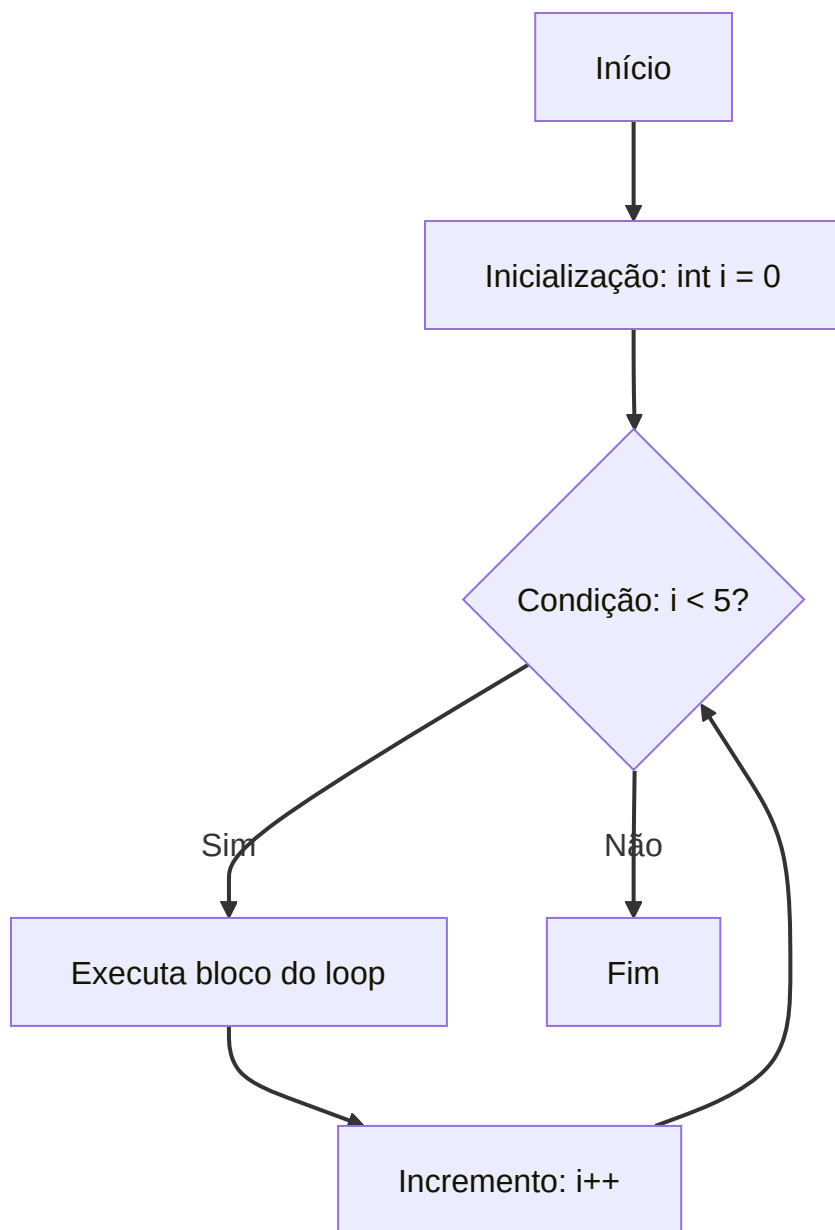 Início
Inicialização: int i = 0
Condição: i < 5?
Sim
Não
Executa bloco do loop
Fim
Incremento: i++